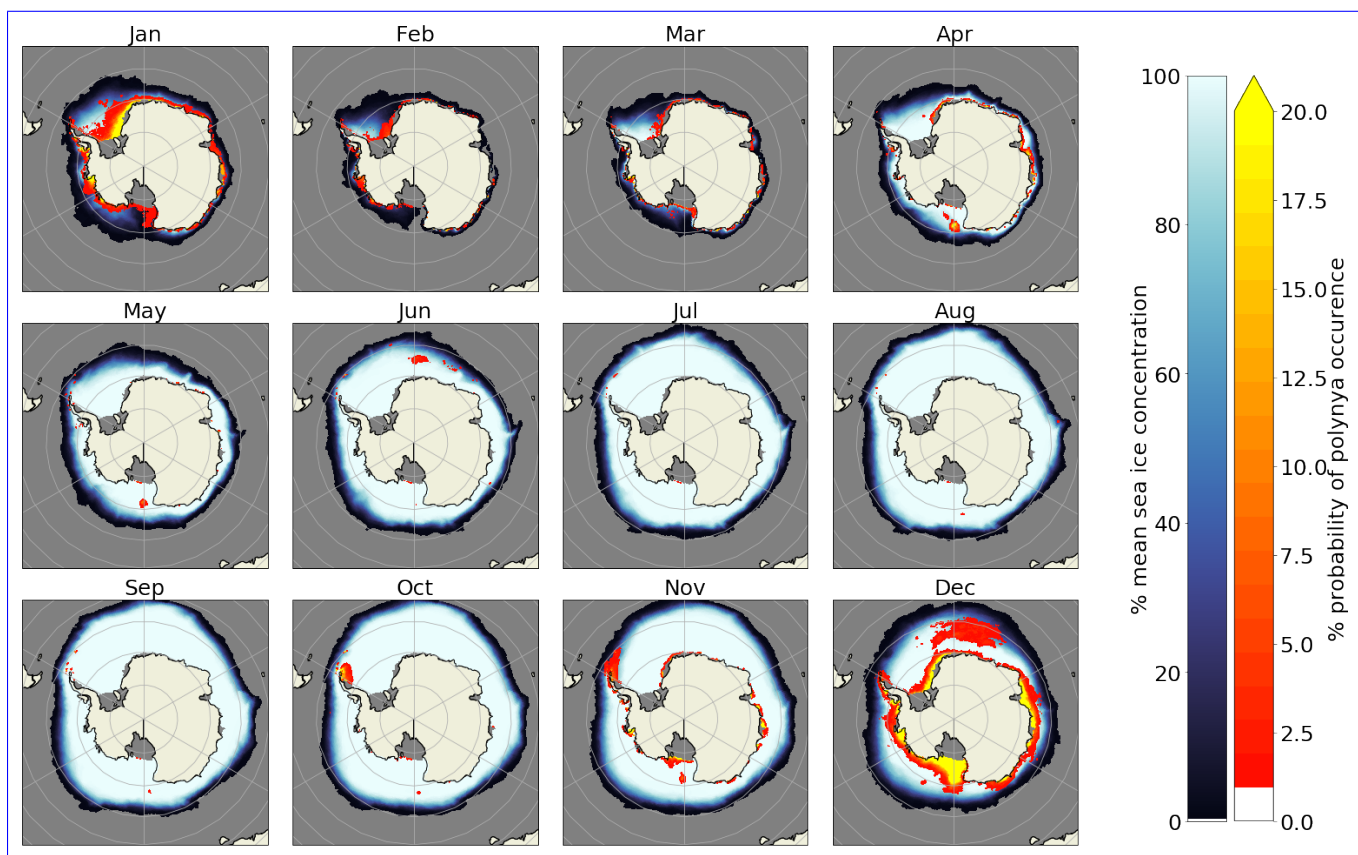 Jan
Feb
Mar
Apr
May
Jun
Jul
Aug
Sep
Oct
Nov
Dec
100
80
60
40
20
0
% mean sea ice concentration
20.0
17.5
15.0
12.5
10.0
7.5
5.0
2.5
0.0
% probability of polynya occurence